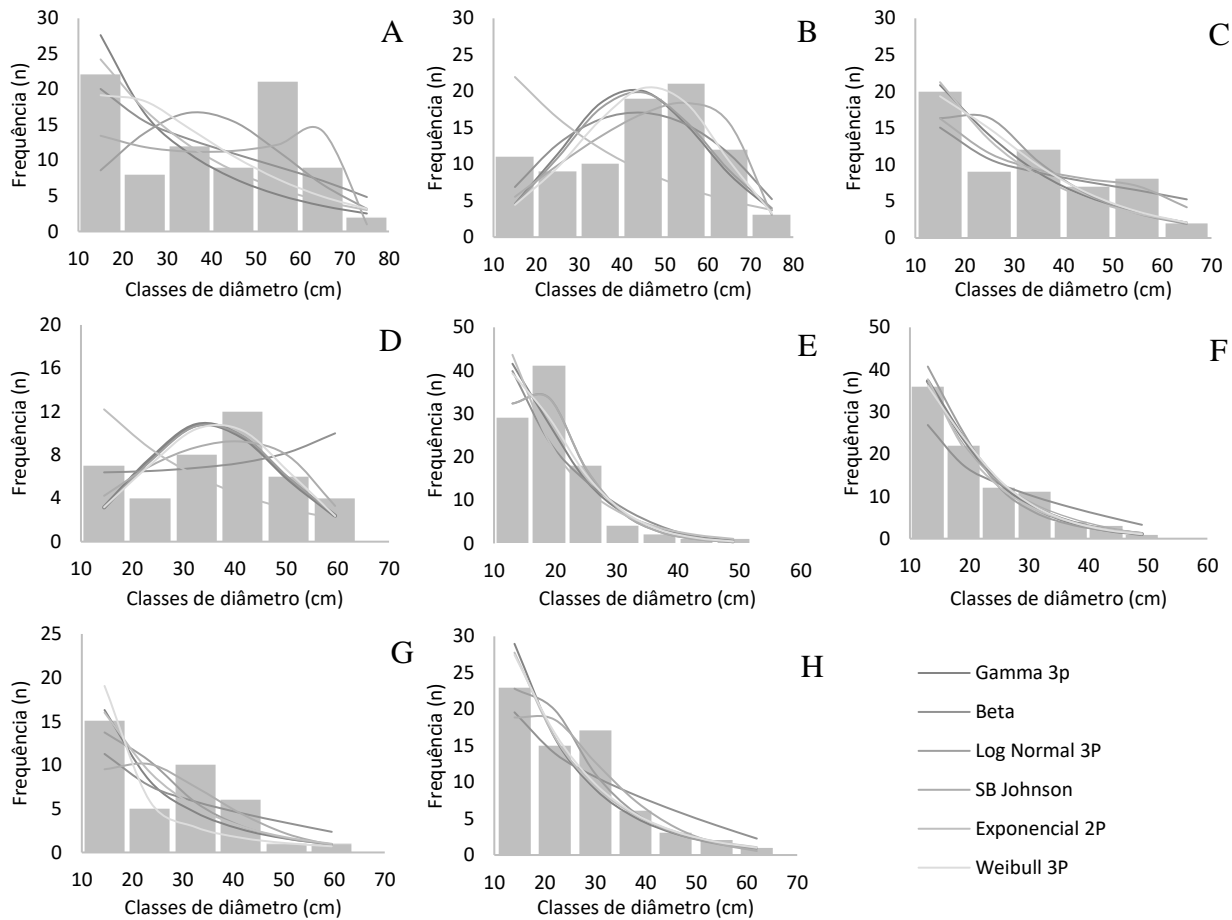 A
Frequência (n)
30
25
20
15
10
5
0
10 20 30 40 50 60 70 80
Classes de diâmetro (cm)
B
Frequência (n)
30
25
20
15
10
5
0
10 20 30 40 50 60 70 80
Classes de diâmetro (cm)
C
Frequência (n)
30
25
20
15
10
5
0
10 20 30 40 50 60 70
Classes de diâmetro (cm)
D
Frequência (n)
20
16
12
8
4
0
10 20 30 40 50 60 70
Classes de diâmetro (cm)
E
Frequência (n)
50
40
30
20
10
0
10 20 30 40 50 60
Classes de diâmetro (cm)
F
Frequência (n)
50
40
30
20
10
0
10 20 30 40 50 60
Classes de diâmetro (cm)
G
Frequência (n)
25
20
15
10
5
0
10 20 30 40 50 60 70
Classes de diâmetro (cm)
H
Frequência (n)
30
25
20
15
10
5
0
10 20 30 40 50 60 70
Classes de diâmetro (cm)
Gamma 3p
Beta
Log Normal 3P
SB Johnson
Exponencial 2P
Weibull 3P